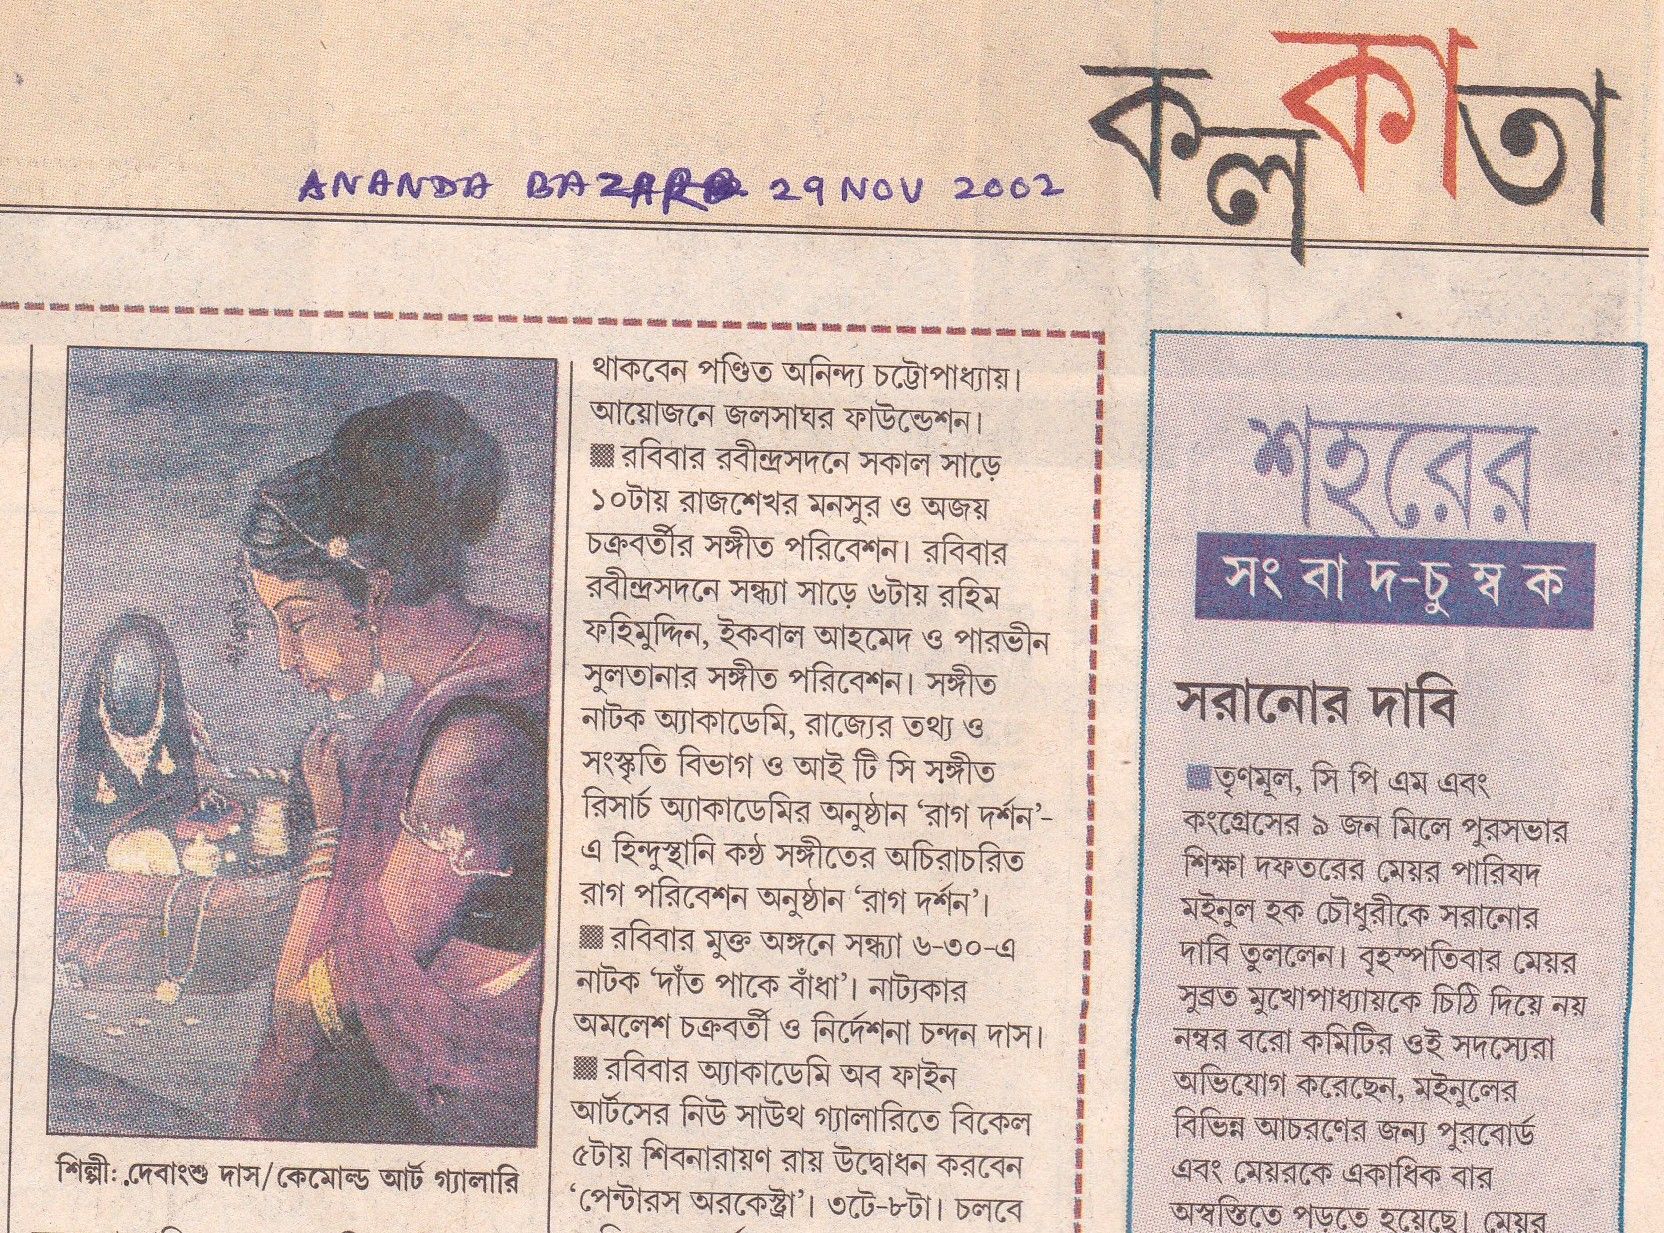 কলকাতা
ANANDA BAZAR 29 NOV 2002
শিল্পী: দেবাংশু দাস/কেমোল্ড আর্ট গ্যালারি
থাকবেন পণ্ডিত অনিন্দ্য চট্টোপাধ্যায়।
আয়োজনে জলসাঘর ফাউন্ডেশন।
রবিবার রবীন্দ্রসদনে সকাল সাড়ে
১০টায় রাজশেখর মনসুর ও অজয়
চক্রবর্তীর সঙ্গীত পরিবেশন। রবিবার
রবীন্দ্রসদনে সন্ধ্যা সাড়ে ৬টায় রহিম
ফহিমুদ্দিন, ইকবাল আহমেদ ও পারভীন
সুলতানার সঙ্গীত পরিবেশন। সঙ্গীত
নাটক অ্যাকাডেমি, রাজ্যের তথ্য ও
সংস্কৃতি বিভাগ ও আই টি সি সঙ্গীত
রিসার্চ অ্যাকাডেমির অনুষ্ঠান ‘রাগ দর্শন’-
এ হিন্দুস্থানি কন্ঠ সঙ্গীতের অচিরাচরিত
রাগ পরিবেশন অনুষ্ঠান ‘রাগ দর্শন’।
রবিবার মুক্ত অঙ্গনে সন্ধ্যা ৬-৩০-এ
নাটক ‘দাঁত পাকে বাঁধা’। নাট্যকার
অমলেশ চক্রবর্তী ও নির্দেশনা চন্দন দাস।
রবিবার অ্যাকাডেমি অব ফাইন
আর্টসের নিউ সাউথ গ্যালারিতে বিকেল
৫টায় শিবনারায়ণ রায় উদ্বোধন করবেন
‘পেন্টারস অরকেস্ট্রা’। ৩টে-৮টা। চলবে
শহরের
সংবাদ-চুম্বক
সরানোর দাবি
তৃণমূল, সি পি এম এবং
কংগ্রেসের ৯ জন মিলে পুরসভার
শিক্ষা দফতরের মেয়র পারিষদ
মইনুল হক চৌধুরীকে সরানোর
দাবি তুললেন। বৃহস্পতিবার মেয়র
সুব্রত মুখোপাধ্যায়কে চিঠি দিয়ে নয়
নম্বর বরো কমিটির ওই সদস্যেরা
অভিযোগ করেছেন, মইনুলের
বিভিন্ন আচরণের জন্য পুরবোর্ড
এবং মেয়রকে একাধিক বার
অস্বস্তিতে পড়তে হয়েছে। মেয়র